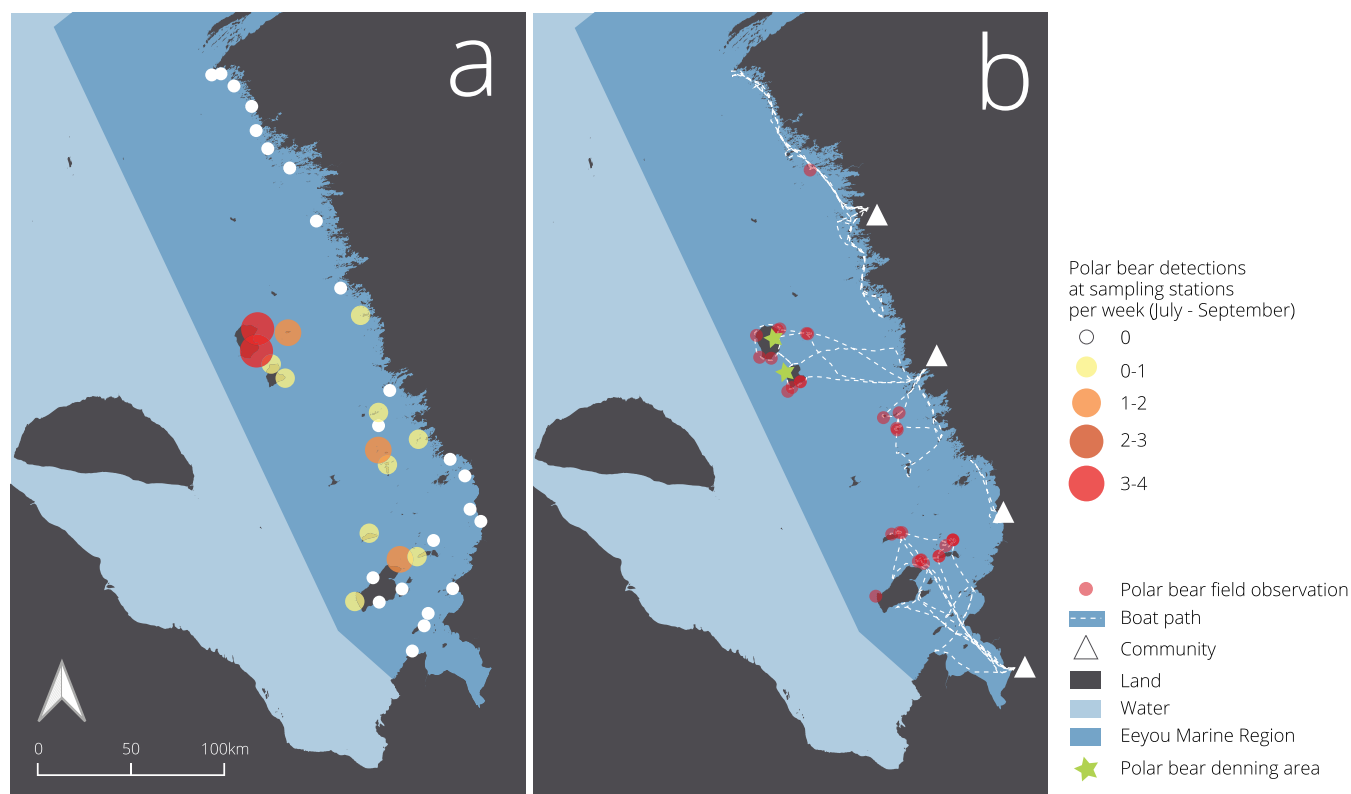 a
b
Polar bear detections
at sampling stations
per week (July - September)
0
0-1
1-2
2-3
3-4
Polar bear field observation
Boat path
Community
Land
Water
Eeyou Marine Region
Polar bear denning area
0 50 100km